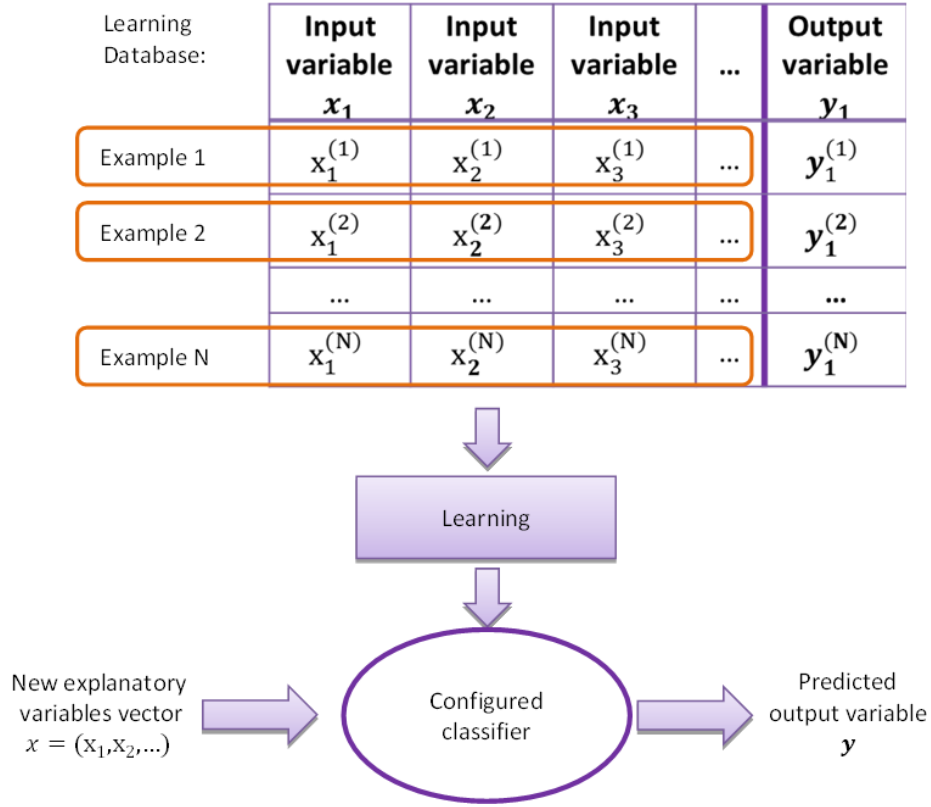 Learning
Database:
Input variable x₁ | Input variable x₂ | Input variable x₃ | ... | Output variable y₁
Example 1 | x₁⁽¹⁾ | x₂⁽¹⁾ | x₃⁽¹⁾ | ... | y₁⁽¹⁾
Example 2 | x₁⁽²⁾ | x₂⁽²⁾ | x₃⁽²⁾ | ... | y₁⁽²⁾
... | ... | ... | ... | ...
Example N | x₁⁽ᴺ⁾ | x₂⁽ᴺ⁾ | x₃⁽ᴺ⁾ | ... | y₁⁽ᴺ⁾
Learning
New explanatory
variables vector
x = (x₁,x₂,...)
Configured
classifier
Predicted
output variable
y